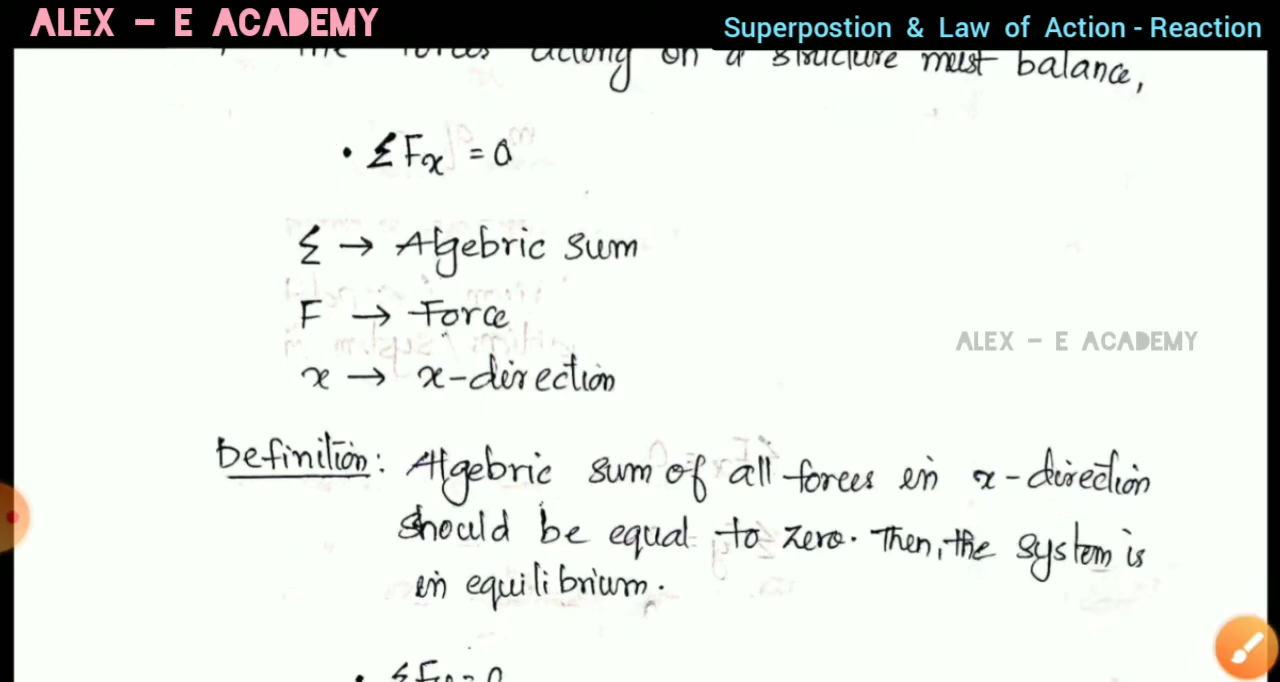 ALEX - E ACADEMY
Superpostion & Law of Action - Reaction
forces acting on a structure must balance,
• ΣFx = 0
Σ → Algebric sum
F → Force
ALEX - E ACADEMY
x → x-direction
Definition: Algebric sum of all forces in x-direction
should be equal to zero. Then, the system is
in equilibrium.